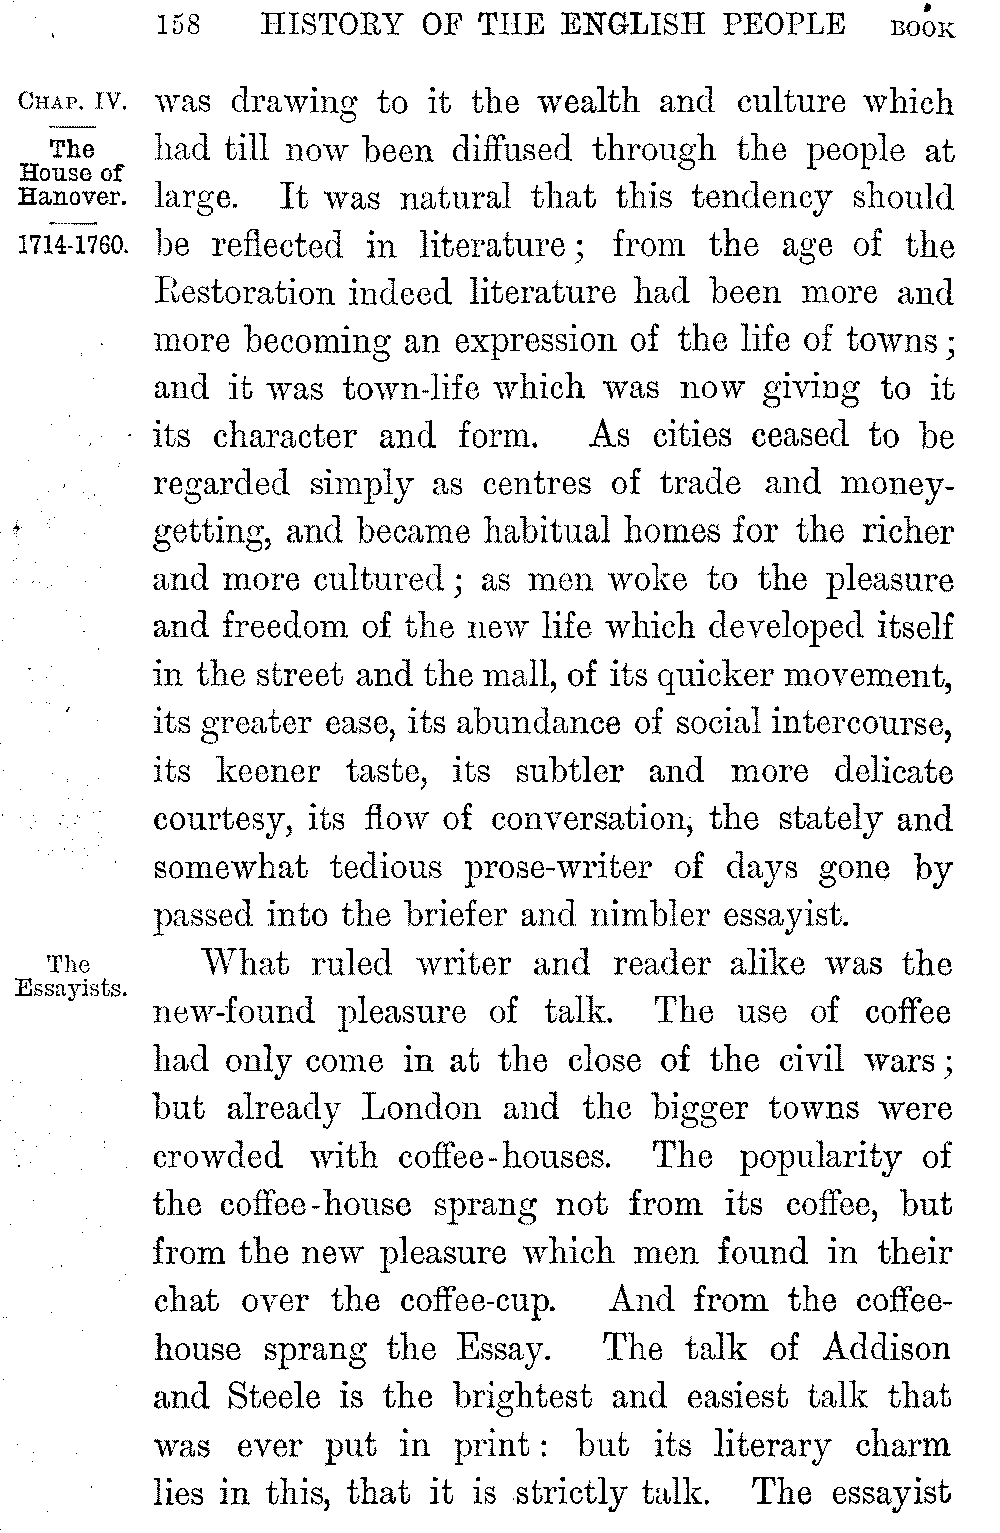 158 HISTORY OF THE ENGLISH PEOPLE BOOK
CHAP. IV.
The
House of
Hanover.
1714-1760.
was drawing to it the wealth and culture which
had till now been diffused through the people at
large. It was natural that this tendency should
be reflected in literature; from the age of the
Restoration indeed literature had been more and
more becoming an expression of the life of towns;
and it was town-life which was now giving to it
its character and form. As cities ceased to be
regarded simply as centres of trade and money-
getting, and became habitual homes for the richer
and more cultured; as men woke to the pleasure
and freedom of the new life which developed itself
in the street and the mall, of its quicker movement,
its greater ease, its abundance of social intercourse,
its keener taste, its subtler and more delicate
courtesy, its flow of conversation, the stately and
somewhat tedious prose-writer of days gone by
passed into the briefer and nimbler essayist.
The
Essayists.
What ruled writer and reader alike was the
new-found pleasure of talk. The use of coffee
had only come in at the close of the civil wars;
but already London and the bigger towns were
crowded with coffee-houses. The popularity of
the coffee-house sprang not from its coffee, but
from the new pleasure which men found in their
chat over the coffee-cup. And from the coffee-
house sprang the Essay. The talk of Addison
and Steele is the brightest and easiest talk that
was ever put in print: but its literary charm
lies in this, that it is strictly talk. The essayist